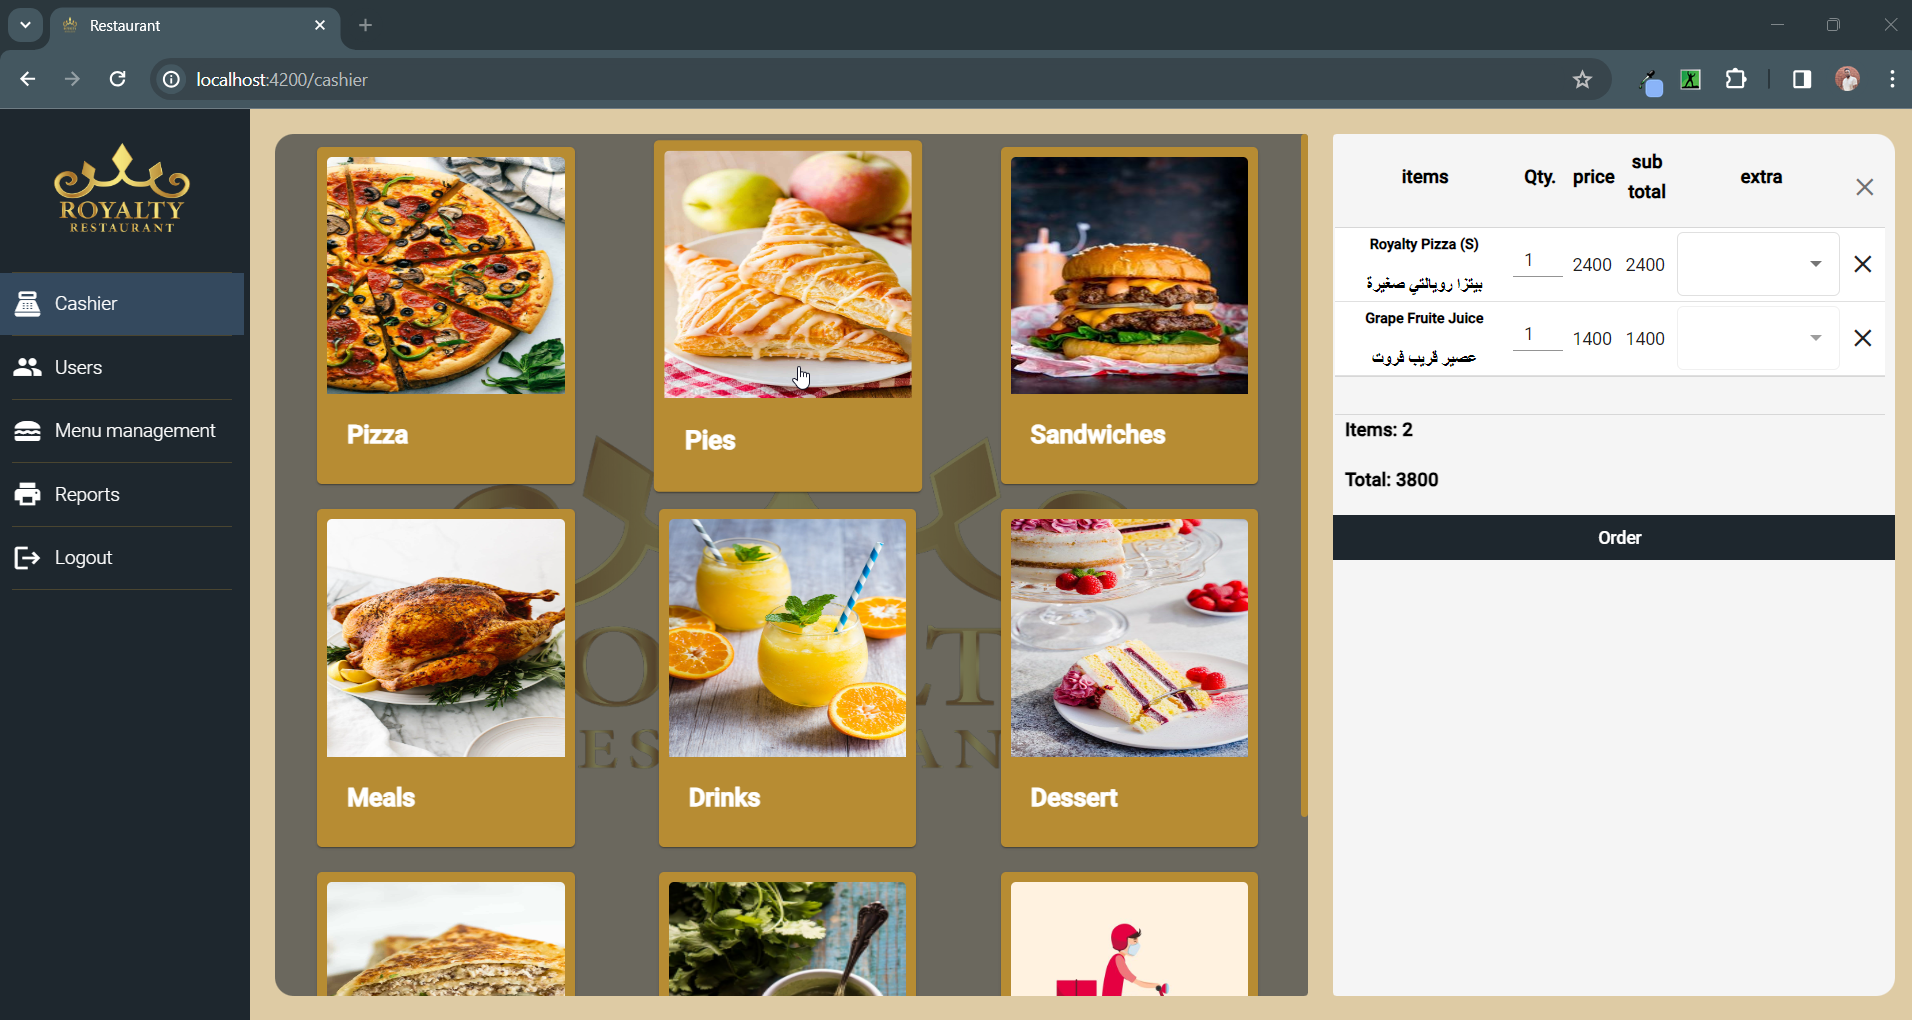 Restaurant
localhost:4200/cashier
ROYALTY
RESTAURANT
Cashier
Users
Menu management
Reports
Logout
Pizza
Pies
Sandwiches
Meals
Drinks
Dessert
items Qty. price sub total extra
Royalty Pizza (S)
بيتزا رويالتي صغيرة
1 2400 2400
Grape Fruite Juice
عصير قريب فروت
1 1400 1400
Items: 2
Total: 3800
Order